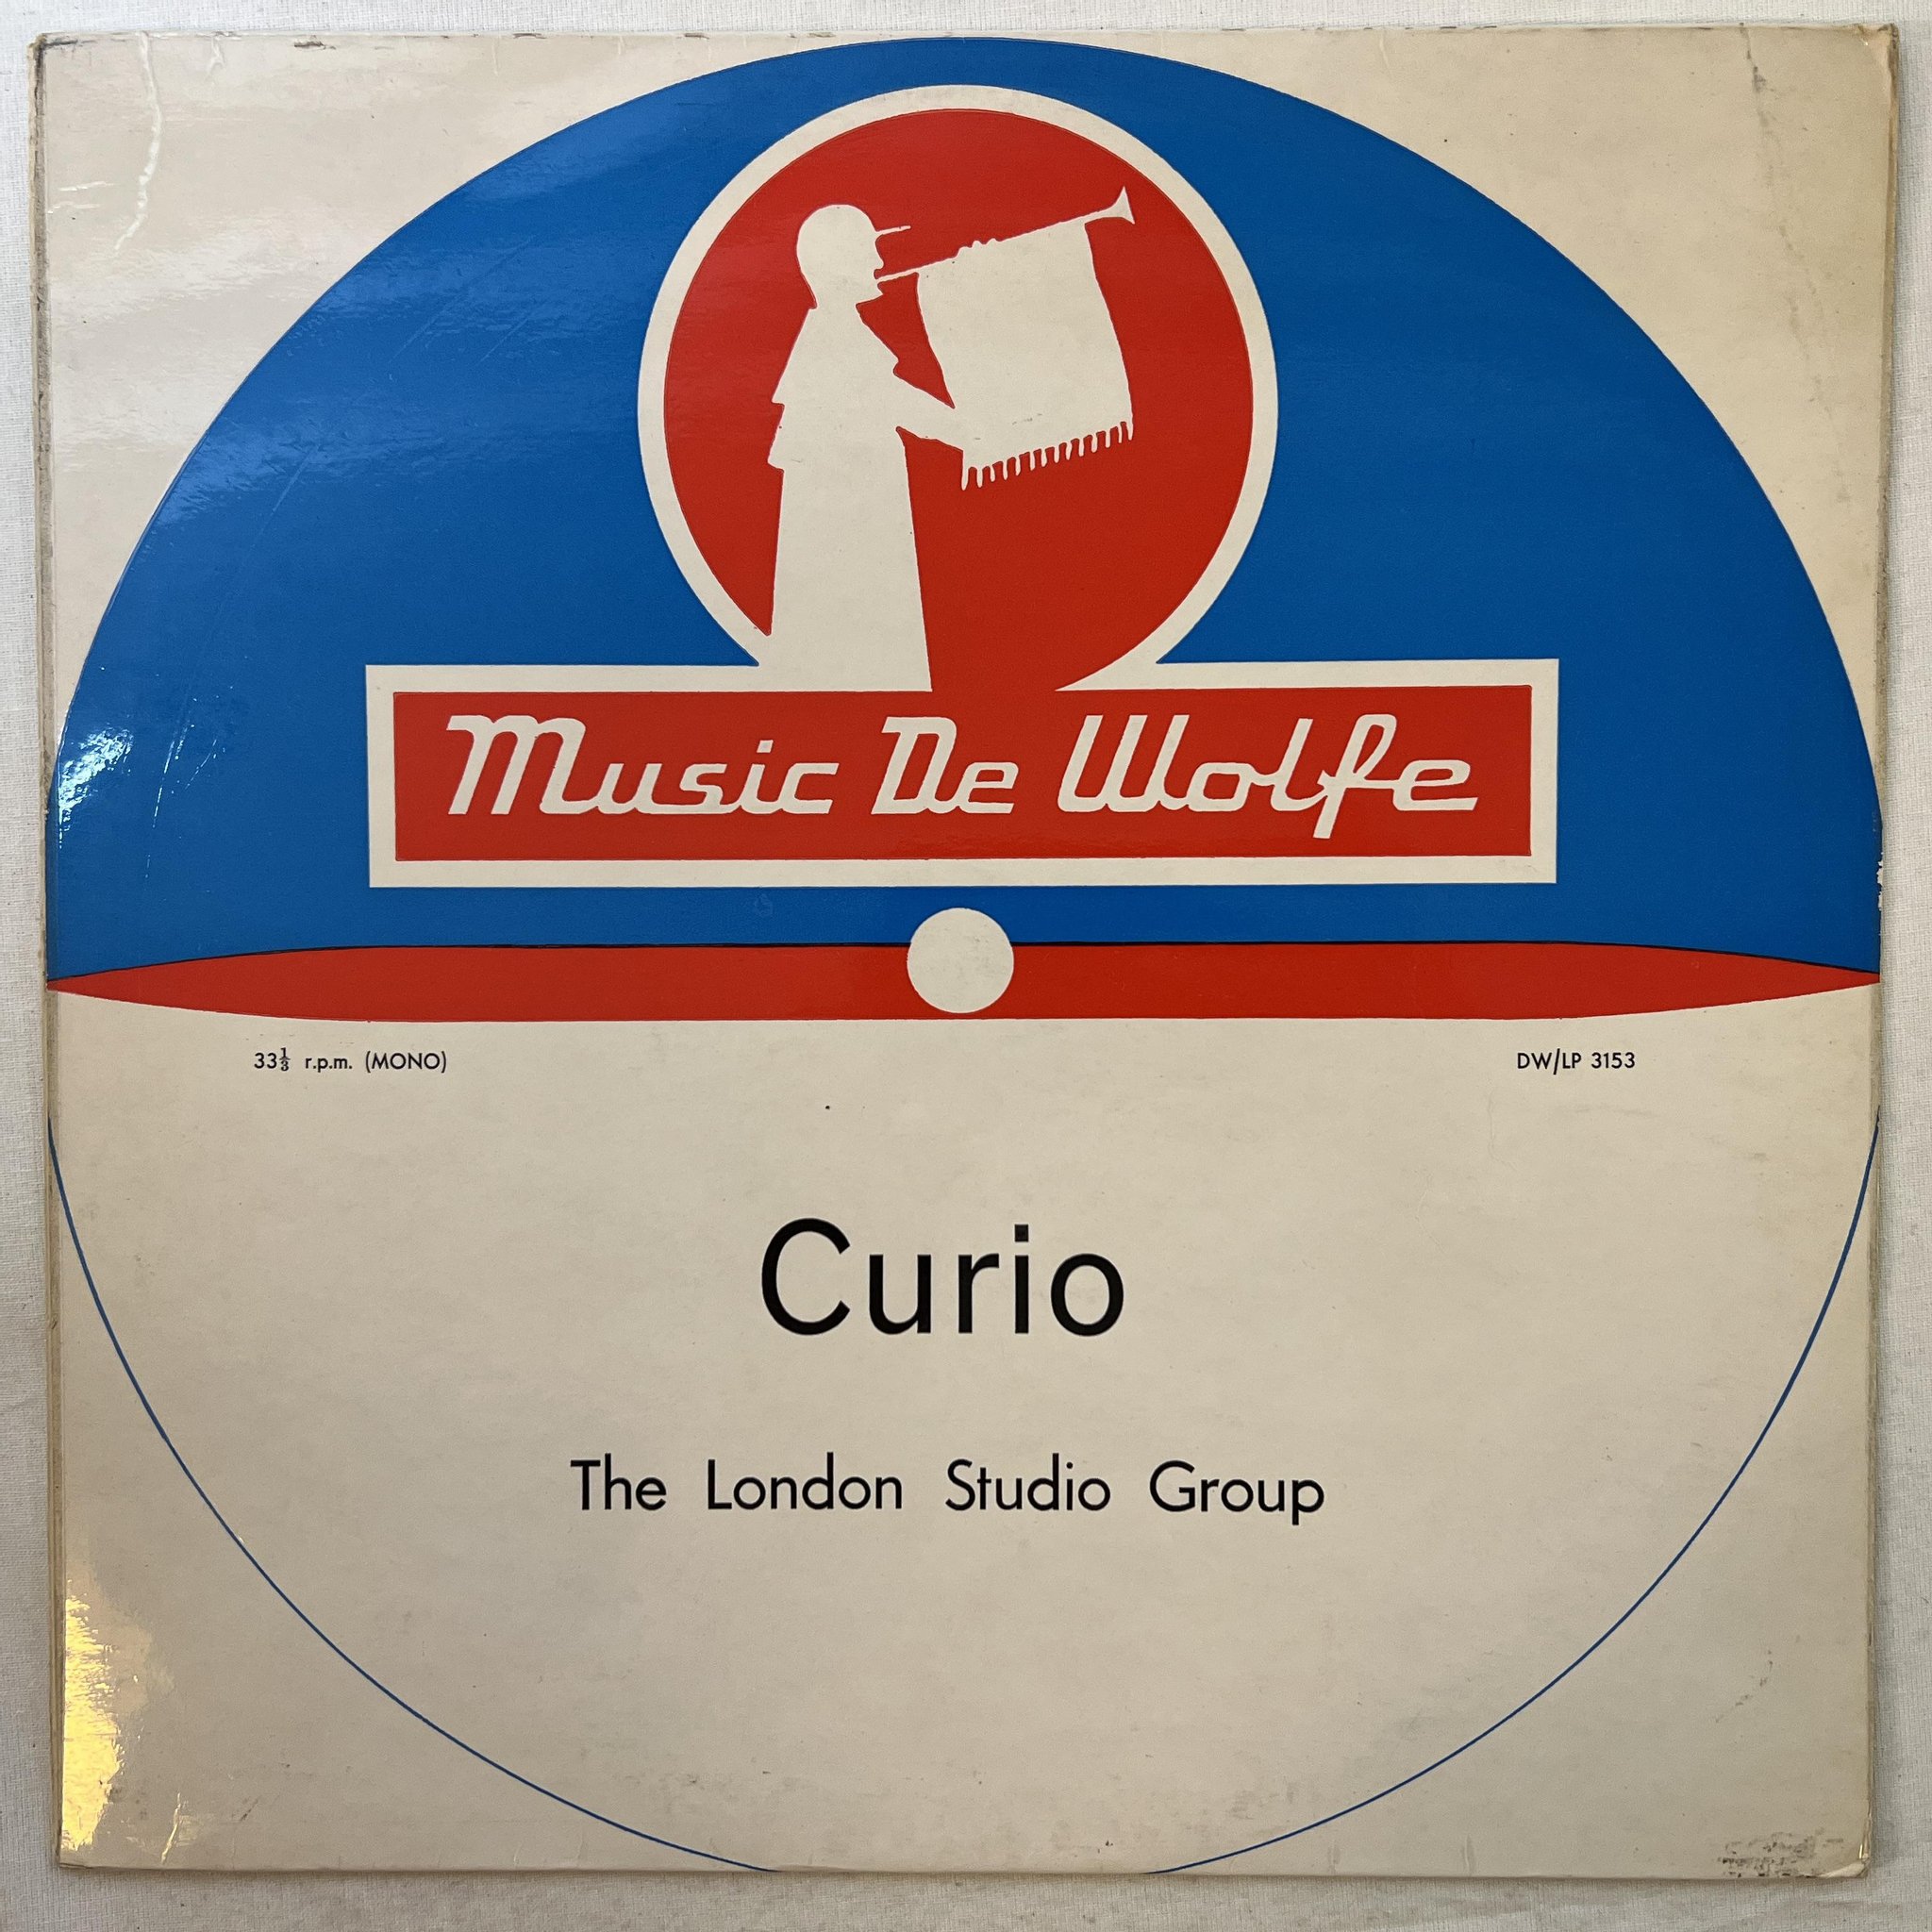 Music De Wolfe
33⅓ r.p.m. (MONO) DW/LP 3153
Curio
The London Studio Group